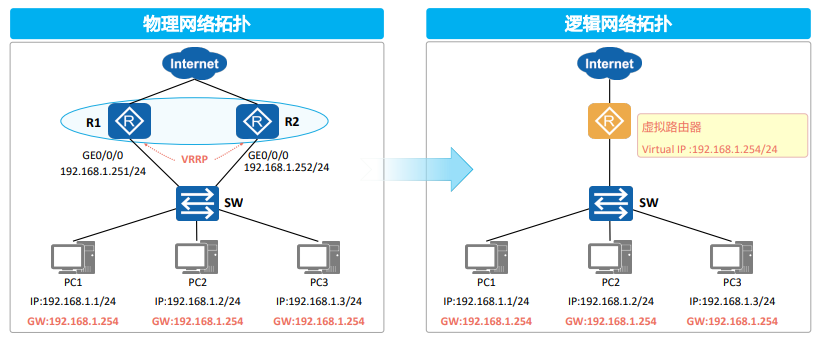 物理网络拓扑
Internet
R1
R
R
R2
GE0/0/0
192.168.1.251/24
VRRP
GE0/0/0
192.168.1.252/24
SW
PC1
PC2
PC3
IP:192.168.1.1/24
IP:192.168.1.2/24
IP:192.168.1.3/24
GW:192.168.1.254
GW:192.168.1.254
GW:192.168.1.254
逻辑网络拓扑
Internet
R
虚拟路由器
Virtual IP :192.168.1.254/24
SW
PC1
PC2
PC3
IP:192.168.1.1/24
IP:192.168.1.2/24
IP:192.168.1.3/24
GW:192.168.1.254
GW:192.168.1.254
GW:192.168.1.254